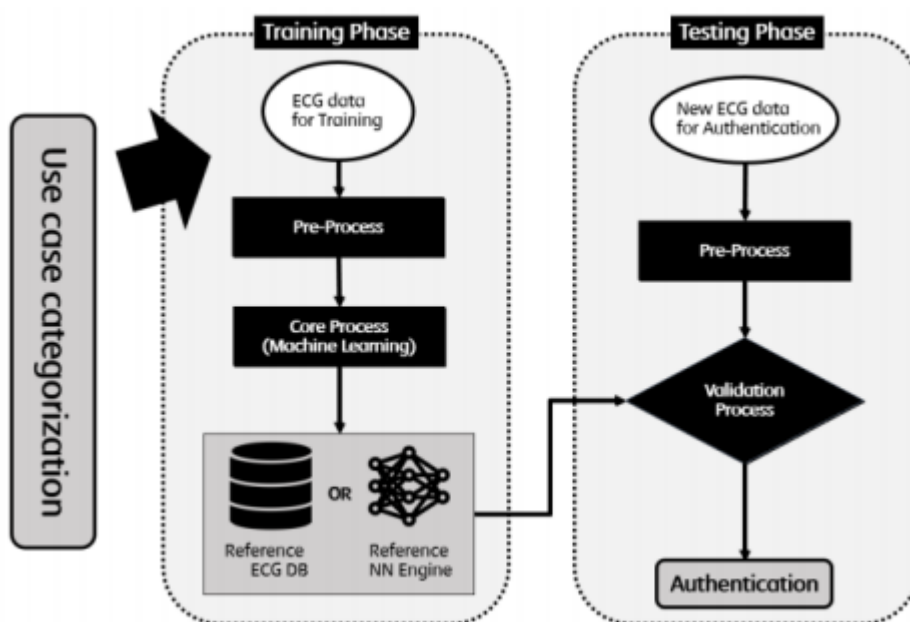 Use case categorization
Training Phase
ECG data
for Training
Pre-Process
Core Process
(Machine Learning)
OR
Reference
ECG DB
Reference
NN Engine
Testing Phase
New ECG data
for Authentication
Pre-Process
Validation
Process
Authentication